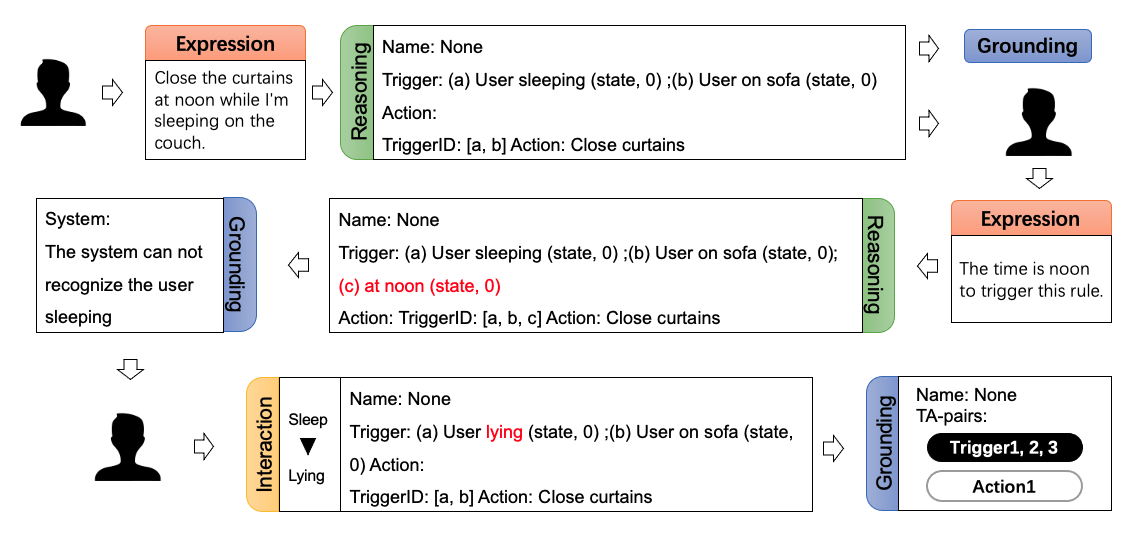 Expression
Close the curtains
at noon while I'm
sleeping on the
couch.
Reasoning
Name: None
Trigger: (a) User sleeping (state, 0) ;(b) User on sofa (state, 0)
Action:
TriggerID: [a, b] Action: Close curtains
Grounding
Expression
The time is noon
to trigger this rule.
Reasoning
Name: None
Trigger: (a) User sleeping (state, 0) ;(b) User on sofa (state, 0);
(c) at noon (state, 0)
Action: TriggerID: [a, b, c] Action: Close curtains
Grounding
System:
The system can not
recognize the user
sleeping
Interaction
Sleep
Lying
Name: None
Trigger: (a) User lying (state, 0) ;(b) User on sofa (state,
0) Action:
TriggerID: [a, b] Action: Close curtains
Grounding
Name: None
TA-pairs:
Trigger1, 2, 3
Action1